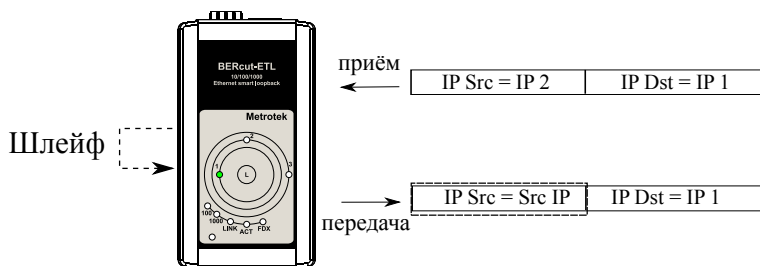 BERcut-ETL
10/100/1000
Ethernet smart loopback
Metrotek
2
1
3
L
100
1000
LINK
ACT
FDX
Шлейф
приём
IP Src = IP 2 IP Dst = IP 1
передача
IP Src = Src IP IP Dst = IP 1